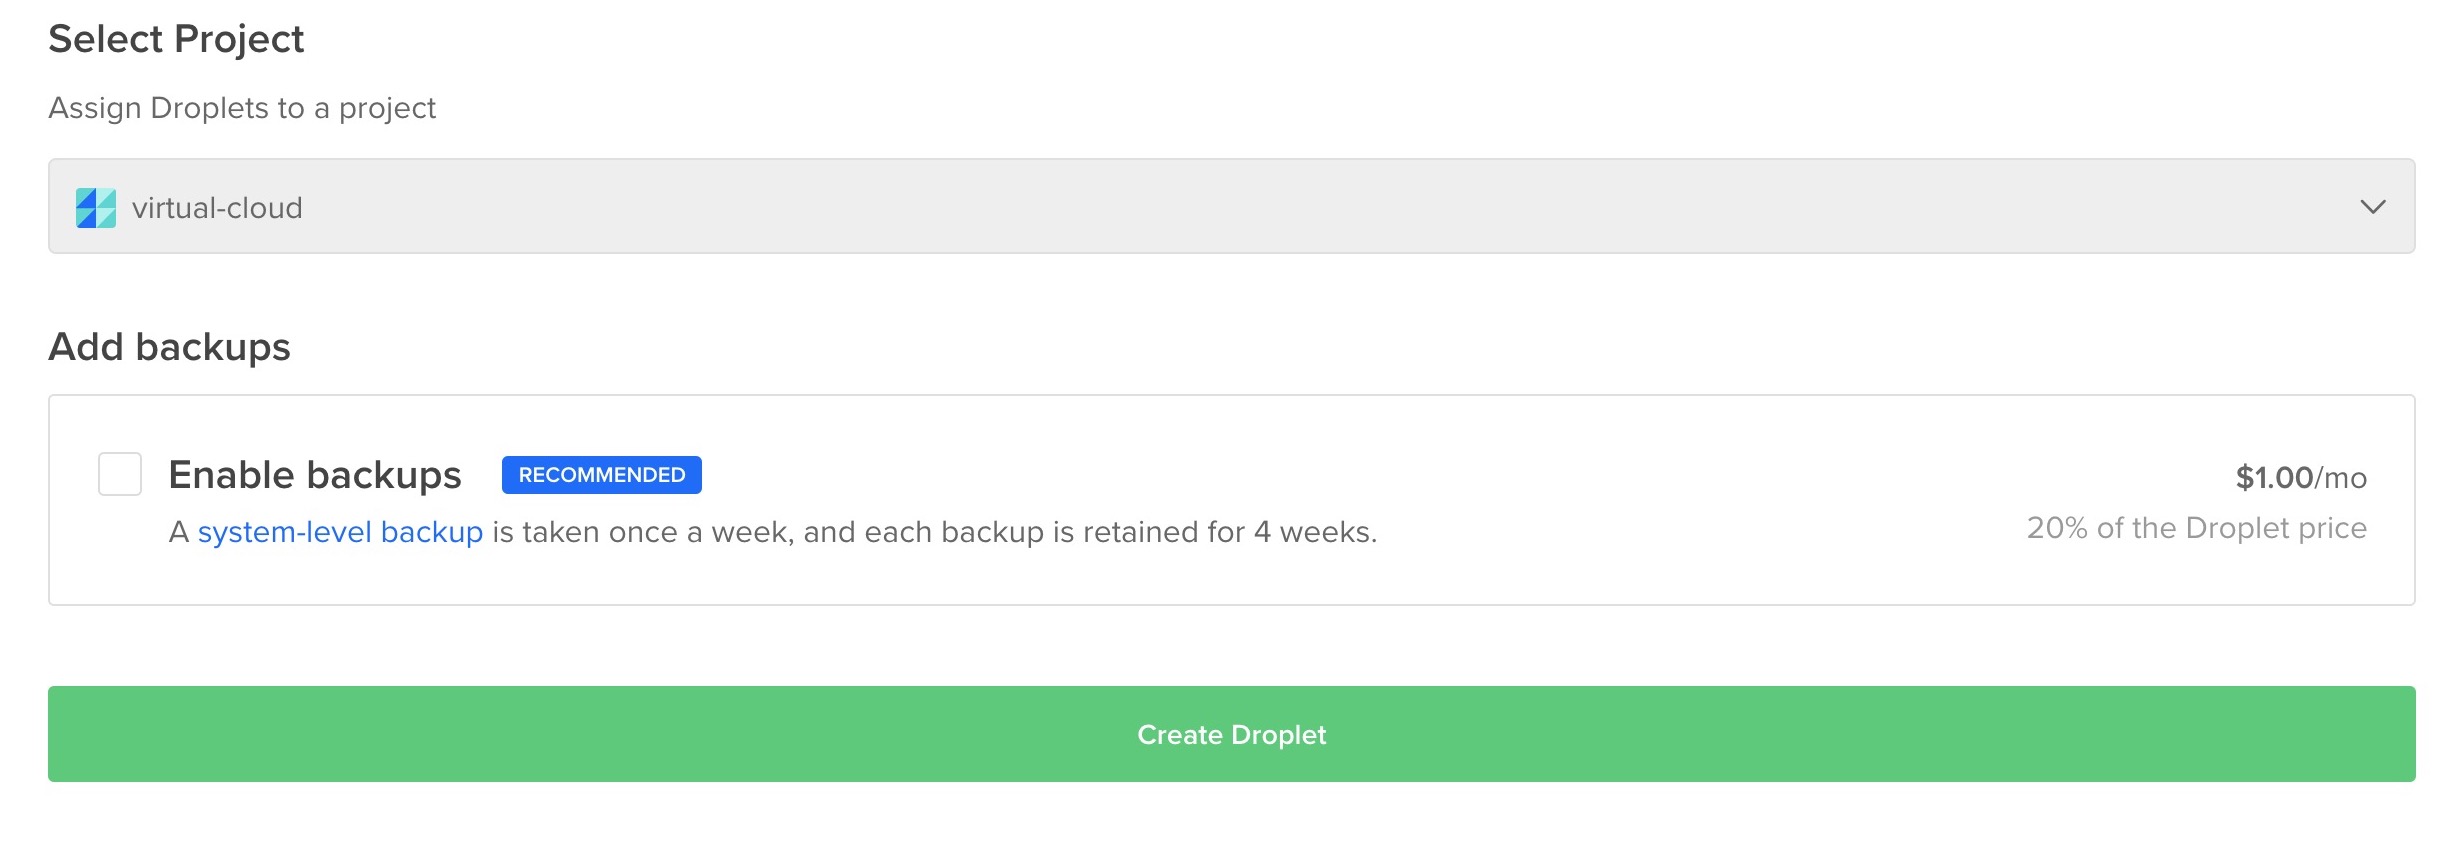 Select Project
Assign Droplets to a project
virtual-cloud
Add backups
Enable backups RECOMMENDED
$1.00/mo
A system-level backup is taken once a week, and each backup is retained for 4 weeks.
20% of the Droplet price
Create Droplet